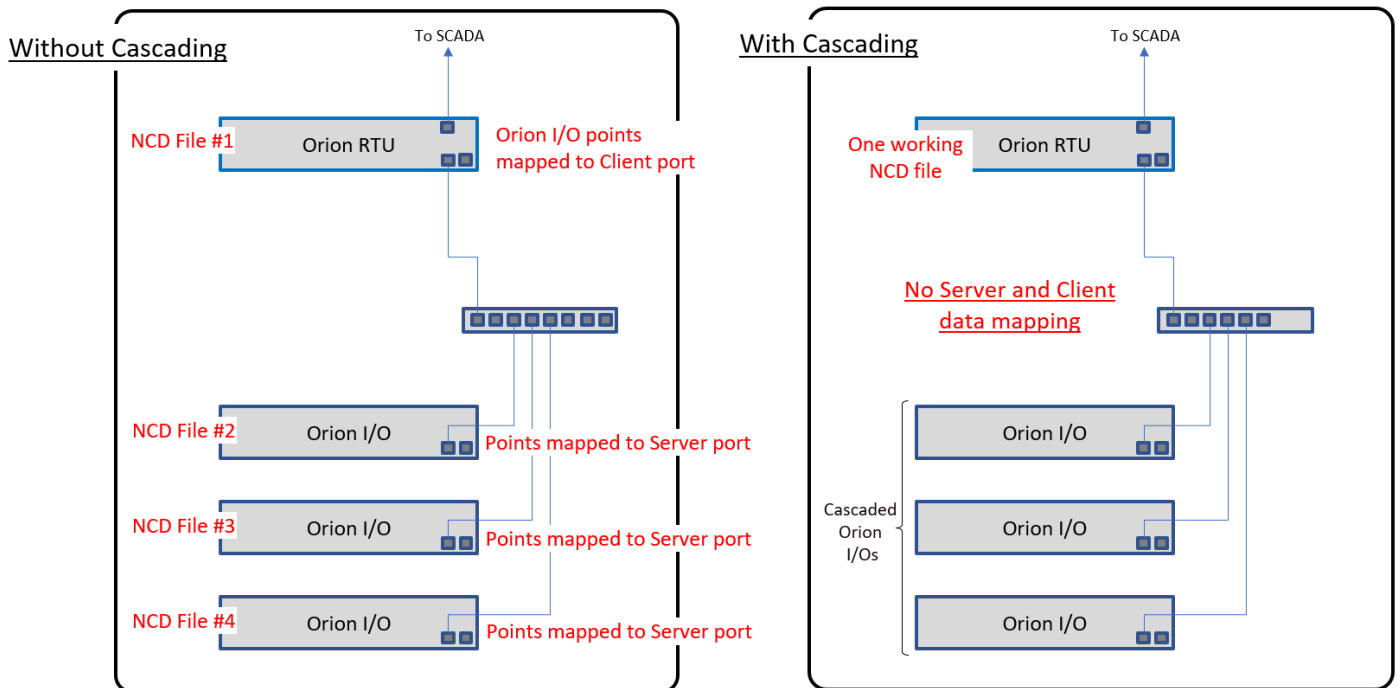 Without Cascading
To SCADA
NCD File #1
Orion RTU
Orion I/O points
mapped to Client port
NCD File #2
Orion I/O
Points mapped to Server port
NCD File #3
Orion I/O
Points mapped to Server port
NCD File #4
Orion I/O
Points mapped to Server port
With Cascading
To SCADA
One working
NCD file
Orion RTU
No Server and Client
data mapping
Cascaded
Orion
I/Os
Orion I/O
Orion I/O
Orion I/O